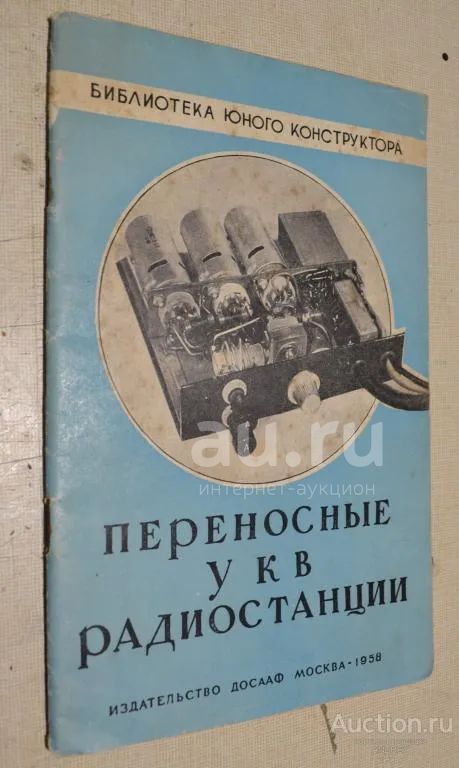 БИБЛИОТЕКА ЮНОГО КОНСТРУКТОРА
au.ru
интернет-аукцион
ПЕРЕНОСНЫЕ
УКВ
РАДИОСТАНЦИИ
ИЗДАТЕЛЬСТВО ДОСААФ МОСКВА-1958
Auction.ru